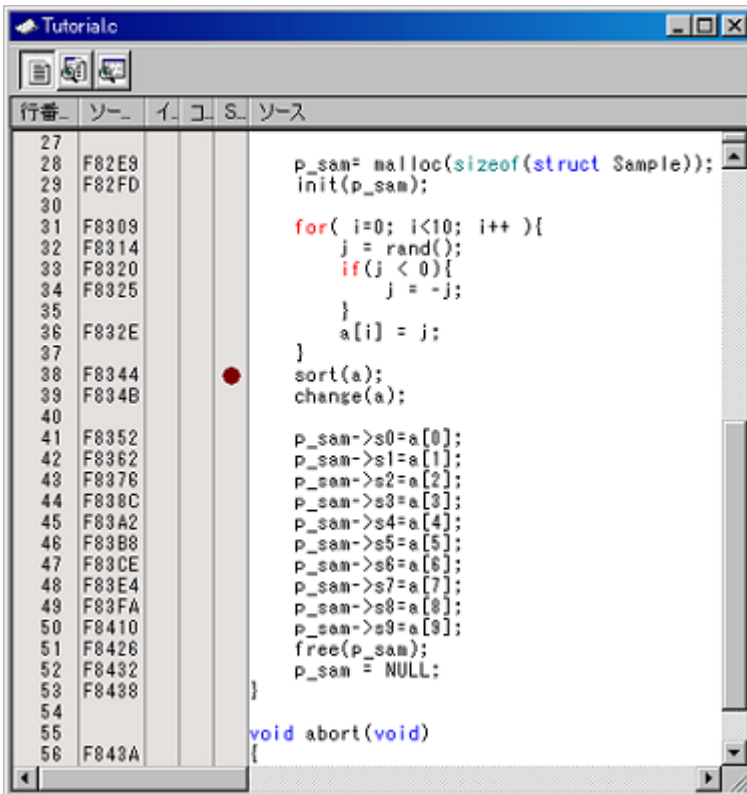 Tutorial.c
行番... ソー... イ... コ... S... ソース
27
28 F82E9 p_sam= malloc(sizeof(struct Sample));
29 F82FD init(p_sam);
30
31 F8309 for( i=0; i<10; i++ ){
32 F8314 j = rand();
33 F8320 if(j < 0){
34 F8325 j = -j;
35 }
36 F832E a[i] = j;
37 }
38 F8344 sort(a);
39 F834B change(a);
40
41 F8352 p_sam->s0=a[0];
42 F8362 p_sam->s1=a[1];
43 F8376 p_sam->s2=a[2];
44 F838C p_sam->s3=a[3];
45 F83A2 p_sam->s4=a[4];
46 F83B8 p_sam->s5=a[5];
47 F83CE p_sam->s6=a[6];
48 F83E4 p_sam->s7=a[7];
49 F83FA p_sam->s8=a[8];
50 F8410 p_sam->s9=a[9];
51 F8426 free(p_sam);
52 F8432 p_sam = NULL;
53 F8438 }
54
55 void abort(void)
56 F843A {